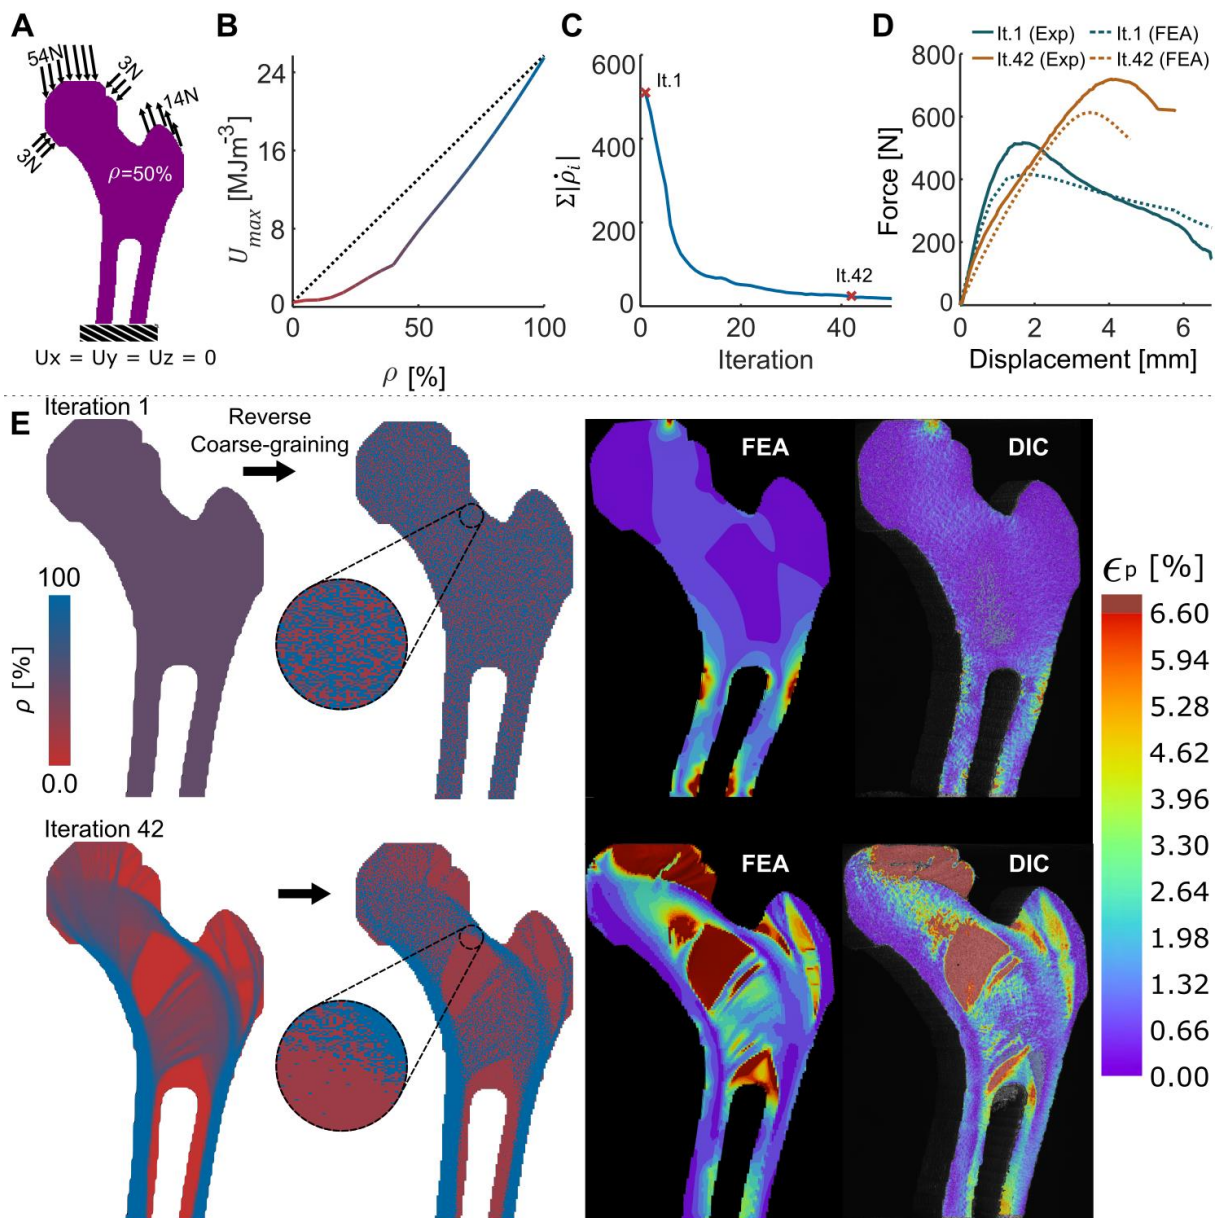 A
54N
3N
14N
3N
ρ=50%
Ux = Uy = Uz = 0
B
U_max [MJm⁻³]
24
16
8
0
0
50
100
ρ [%]
C
Σ|ρ̇ᵢ|
600
400
200
0
It.1
It.42
0
20
40
Iteration
D
It.1 (Exp)
It.1 (FEA)
It.42 (Exp)
It.42 (FEA)
Force [N]
800
600
400
200
0
0
2
4
6
Displacement [mm]
E
Iteration 1
Reverse
Coarse-graining
FEA
DIC
100
ρ [%]
0.0
Iteration 42
FEA
DIC
ϵp [%]
6.60
5.94
5.28
4.62
3.96
3.30
2.64
1.98
1.32
0.66
0.00